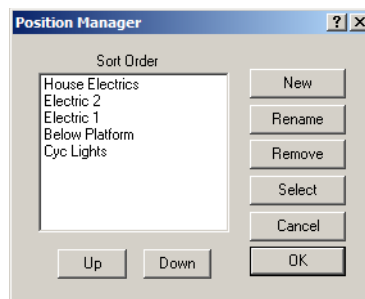 Position Manager
Sort Order
House Electrics
Electric 2
Electric 1
Below Platform
Cyc Lights
New
Rename
Remove
Select
Cancel
OK
Up
Down